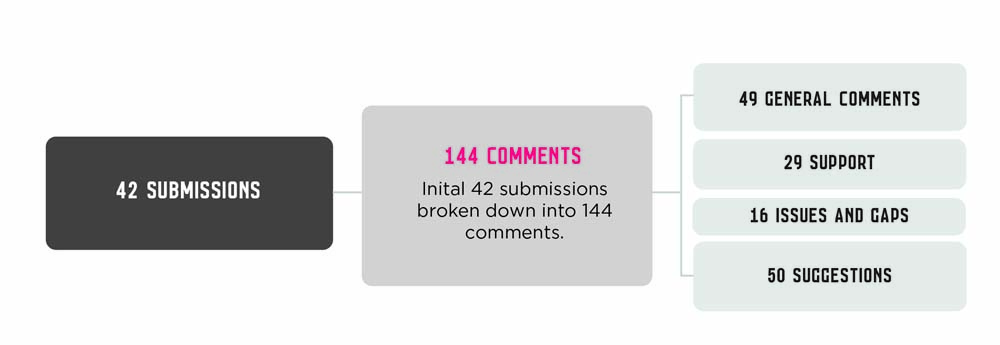 42 SUBMISSIONS
144 COMMENTS
Inital 42 submissions
broken down into 144
comments.
49 GENERAL COMMENTS
29 SUPPORT
16 ISSUES AND GAPS
50 SUGGESTIONS